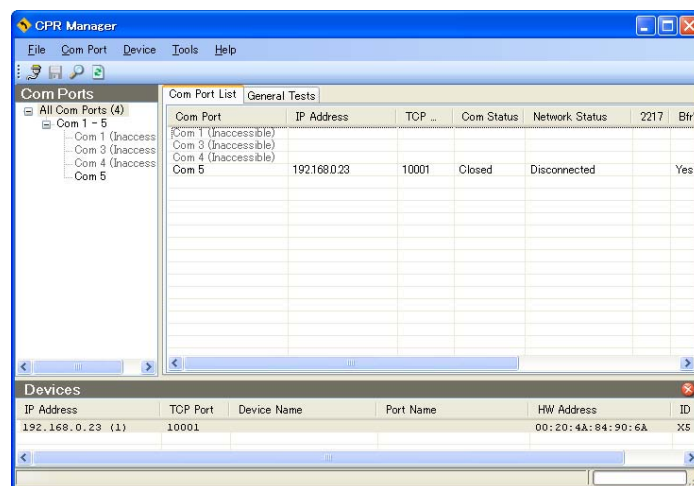 CPR Manager
File Com Port Device Tools Help
Com Ports
All Com Ports (4)
Com 1 - 5
Com 1 (Inaccess
Com 3 (Inaccess
Com 4 (Inaccess
Com 5
Com Port List General Tests
Com Port IP Address TCP ... Com Status Network Status 2217 Bfr
Com 1 (Inaccessible)
Com 3 (Inaccessible)
Com 4 (Inaccessible)
Com 5 192.168.0.23 10001 Closed Disconnected Yes
Devices
IP Address TCP Port Device Name Port Name HW Address ID
192.168.0.23 (1) 10001 00:20:4A:84:90:6A X5